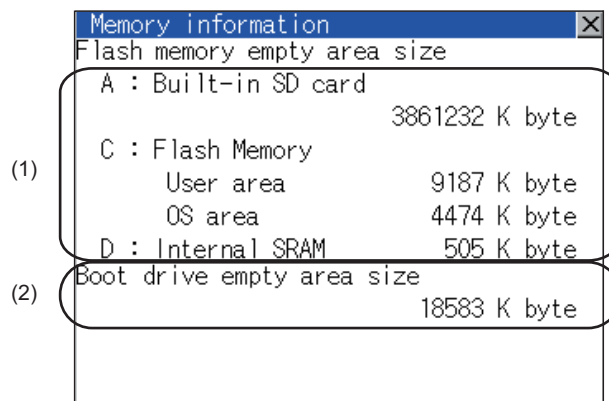 Memory information
Flash memory empty area size
A : Built-in SD card
3861232 K byte
C : Flash Memory
User area 9187 K byte
OS area 4474 K byte
D : Internal SRAM 505 K byte
(1)
Boot drive empty area size
18583 K byte
(2)